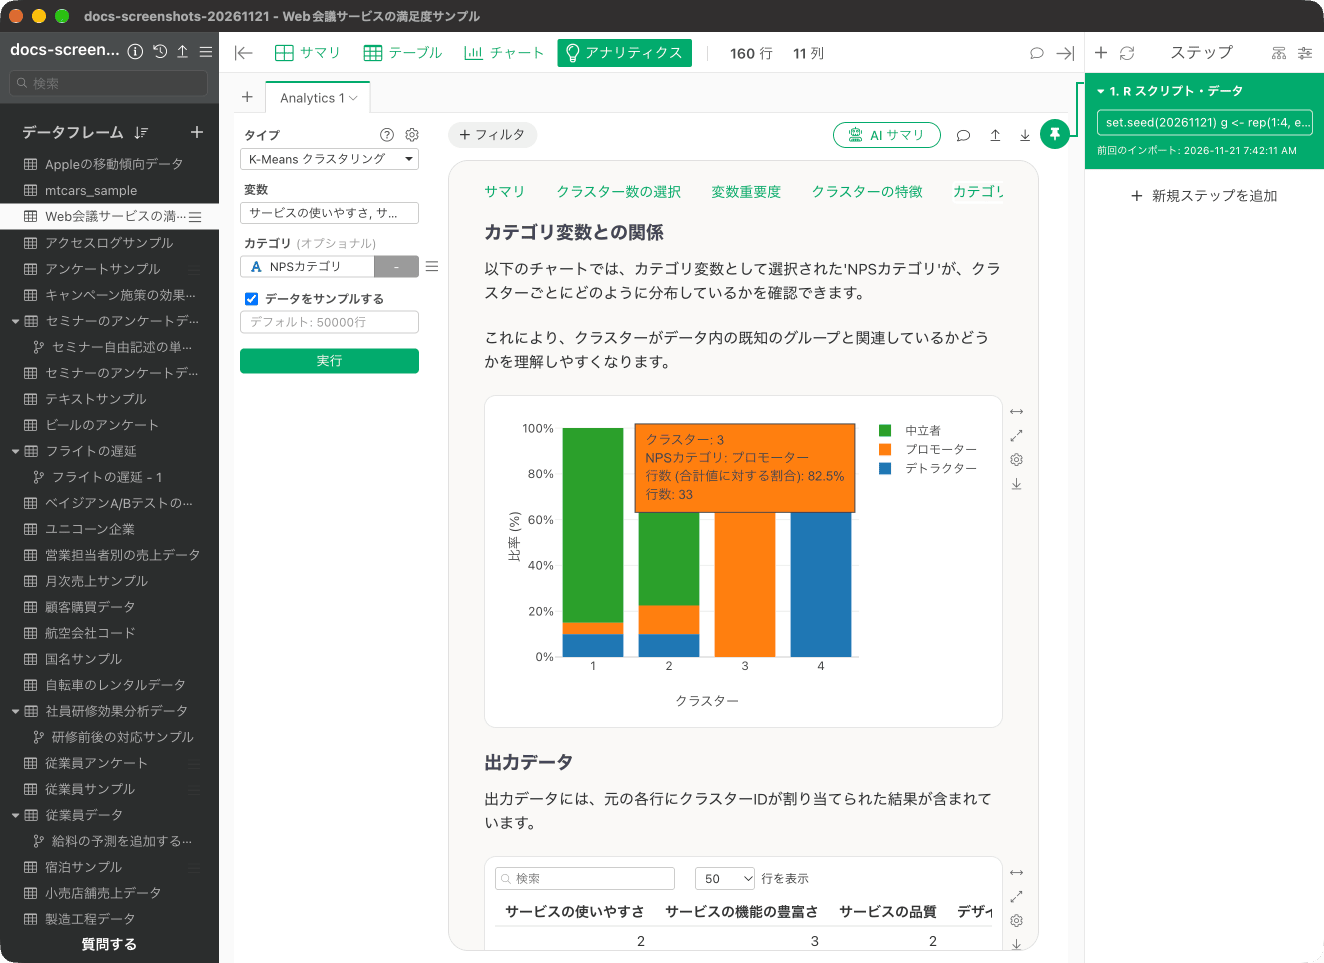 docs-screenshots-20261121 - Web会議サービスの満足度サンプル
docs-screen...
検索
データフレーム
Appleの移動傾向データ
mtcars_sample
Web会議サービスの満…
アクセスログサンプル
アンケートサンプル
キャンペーン施策の効果…
セミナーのアンケートデ…
セミナー自由記述の単…
セミナーのアンケートデ…
テキストサンプル
ビールのアンケート
フライトの遅延
フライトの遅延 - 1
ベイジアンA/Bテストの…
ユニコーン企業
営業担当者別の売上データ
月次売上サンプル
顧客購買データ
航空会社コード
国名サンプル
自転車のレンタルデータ
社員研修効果分析データ
研修前後の対応サンプル
従業員アンケート
従業員サンプル
従業員データ
給料の予測を追加する…
宿泊サンプル
小売店舗売上データ
製造工程データ
質問する
サマリ
テーブル
チャート
アナリティクス
160 行
11 列
Analytics 1
タイプ
K-Means クラスタリング
変数
サービスの使いやすさ, サ...
カテゴリ (オプショナル)
A NPSカテゴリ -
データをサンプルする
デフォルト: 50000行
実行
+ フィルタ
AI サマリ
サマリ クラスター数の選択 変数重要度 クラスターの特徴 カテゴリ
カテゴリ変数との関係
以下のチャートでは、カテゴリ変数として選択された'NPSカテゴリ'が、クラ
スターごとにどのように分布しているかを確認できます。
これにより、クラスターがデータ内の既知のグループと関連しているかどう
かを理解しやすくなります。
100%
80%
60%
40%
20%
0%
比率 (%)
1 2 3 4
クラスター
クラスター: 3
NPSカテゴリ: プロモーター
行数 (合計値に対する割合): 82.5%
行数: 33
中立者
プロモーター
デトラクター
出力データ
出力データには、元の各行にクラスターIDが割り当てられた結果が含まれて
います。
検索
50 行を表示
サービスの使いやすさ サービスの機能の豊富さ サービスの品質 デザイ
2 3 2
ステップ
1. R スクリプト・データ
set.seed(20261121) g <- rep(1:4, e...
前回のインポート: 2026-11-21 7:42:11 AM
+ 新規ステップを追加